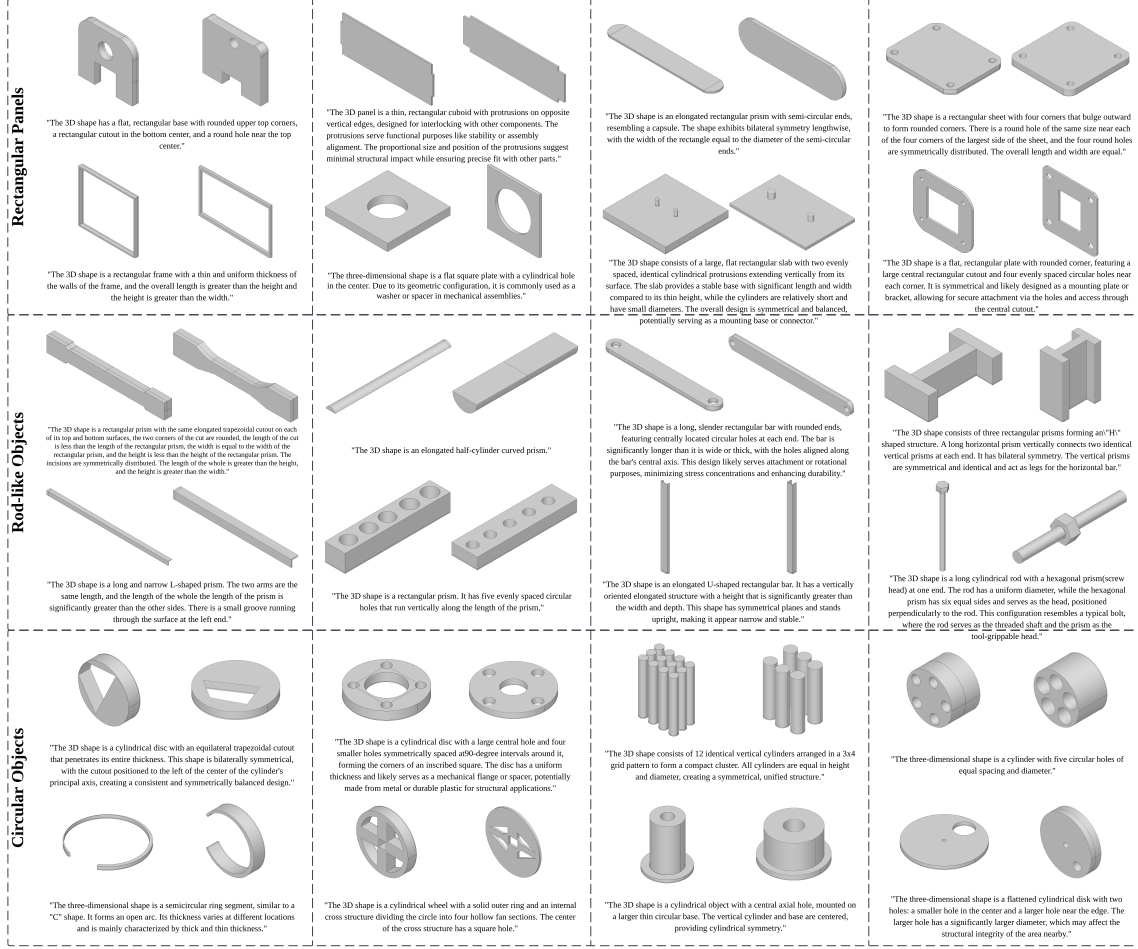 Rectangular Panels
"The 3D shape has a flat, rectangular base with rounded upper top corners,
a rectangular cutout in the bottom center, and a round hole near the top
center."
"The 3D panel is a thin, rectangular cuboid with protrusions on opposite
vertical edges, designed for interlocking with other components. The
protrusions serve functional purposes like stability or assembly
alignment. The proportional size and position of the protrusions suggest
minimal structural impact while ensuring precise fit with other parts."
"The 3D shape is an elongated rectangular prism with semi-circular ends,
resembling a capsule. The shape exhibits bilateral symmetry lengthwise,
with the width of the rectangle equal to the diameter of the semi-circular
ends."
"The 3D shape is a rectangular sheet with four corners that bulge outward
to form rounded corners. There is a round hole of the same size near each
of the four corners of the largest side of the sheet, and the four round holes
are symmetrically distributed. The overall length and width are equal."
"The 3D shape is a rectangular frame with a thin and uniform thickness of
the walls of the frame, and the overall length is greater than the height and
the height is greater than the width."
"The three-dimensional shape is a flat square plate with a cylindrical hole
in the center. Due to its geometric configuration, it is commonly used as a
washer or spacer in mechanical assemblies."
"The 3D shape consists of a large, flat rectangular slab with two evenly
spaced, identical cylindrical protrusions extending vertically from its
surface. The slab provides a stable base with significant length and width
compared to its thin height, while the cylinders are relatively short and
have small diameters. The overall design is symmetrical and balanced,
potentially serving as a mounting base or connector."
"The 3D shape is a flat, rectangular plate with rounded corner, featuring a
large central rectangular cutout and four evenly spaced circular holes near
each corner. It is symmetrical and likely designed as a mounting plate or
bracket, allowing for secure attachment via the holes and access through
the central cutout."
Rod-like Objects
"The 3D shape is a rectangular prism with the same elongated trapezoidal cutout on each
of its top and bottom surfaces, the two corners of the cut are rounded, the length of the cut
is less than the length of the rectangular prism, the width is equal to the width of the
rectangular prism, and the height is less than the height of the rectangular prism. The
incisions are symmetrically distributed. The length of the whole is greater than the height,
and the height is greater than the width."
"The 3D shape is an elongated half-cylinder curved prism."
"The 3D shape is a long, slender rectangular bar with rounded ends,
featuring centrally located circular holes at each end. The bar is
significantly longer than it is wide or thick, with the holes aligned along
the bar's central axis. This design likely serves attachment or rotational
purposes, minimizing stress concentrations and enhancing durability."
"The 3D shape consists of three rectangular prisms forming an\"H\"
shaped structure. A long horizontal prism vertically connects two identical
vertical prisms at each end. It has bilateral symmetry. The vertical prisms
are symmetrical and identical and act as legs for the horizontal bar."
"The 3D shape is a long and narrow L-shaped prism. The two arms are the
same length, and the length of the whole the length of the prism is
significantly greater than the other sides. There is a small groove running
through the surface at the left end."
"The 3D shape is a rectangular prism. It has five evenly spaced circular
holes that run vertically along the length of the prism,"
"The 3D shape is an elongated U-shaped rectangular bar. It has a vertically
oriented elongated structure with a height that is significantly greater than
the width and depth. This shape has symmetrical planes and stands
upright, making it appear narrow and stable."
"The 3D shape is a long cylindrical rod with a hexagonal prism(screw
head) at one end. The rod has a uniform diameter, while the hexagonal
prism has six equal sides and serves as the head, positioned
perpendicularly to the rod. This configuration resembles a typical bolt,
where the rod serves as the threaded shaft and the prism as the
tool-grippable head."
Circular Objects
"The 3D shape is a cylindrical disc with an equilateral trapezoidal cutout
that penetrates its entire thickness. This shape is bilaterally symmetrical,
with the cutout positioned to the left of the center of the cylinder's
principal axis, creating a consistent and symmetrically balanced design."
"The 3D shape is a cylindrical disc with a large central hole and four
smaller holes symmetrically spaced at90-degree intervals around it,
forming the corners of an inscribed square. The disc has a uniform
thickness and likely serves as a mechanical flange or spacer, potentially
made from metal or durable plastic for structural applications."
"The 3D shape consists of 12 identical vertical cylinders arranged in a 3x4
grid pattern to form a compact cluster. All cylinders are equal in height
and diameter, creating a symmetrical, unified structure."
"The three-dimensional shape is a cylinder with five circular holes of
equal spacing and diameter."
"The three-dimensional shape is a semicircular ring segment, similar to a
"C" shape. It forms an open arc. Its thickness varies at different locations
and is mainly characterized by thick and thin thickness."
"The 3D shape is a cylindrical wheel with a solid outer ring and an internal
cross structure dividing the circle into four hollow fan sections. The center
of the cross structure has a square hole."
"The 3D shape is a cylindrical object with a central axial hole, mounted on
a larger thin circular base. The vertical cylinder and base are centered,
providing cylindrical symmetry."
"The three-dimensional shape is a flattened cylindrical disk with two
holes: a smaller hole in the center and a larger hole near the edge. The
larger hole has a significantly larger diameter, which may affect the
structural integrity of the area nearby."